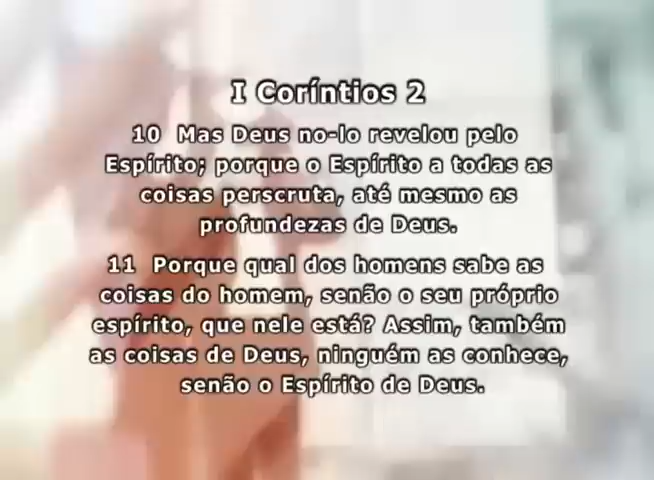 I Coríntios 2
10 Mas Deus no-lo revelou pelo
Espírito; porque o Espírito a todas as
coisas perscruta, até mesmo as
profundezas de Deus.
11 Porque qual dos homens sabe as
coisas do homem, senão o seu próprio
espírito, que nele está? Assim, também
as coisas de Deus, ninguém as conhece,
senão o Espírito de Deus.